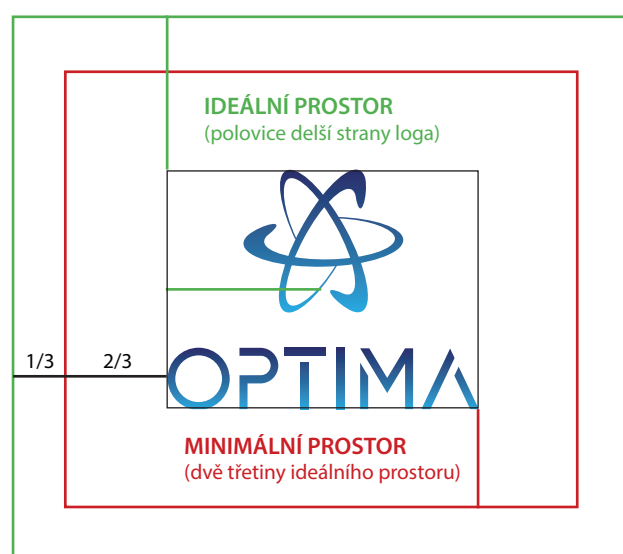 IDEÁLNÍ PROSTOR
(polovice delší strany loga)
1/3 2/3
OPTIMA
MINIMÁLNÍ PROSTOR
(dvě třetiny ideálního prostoru)